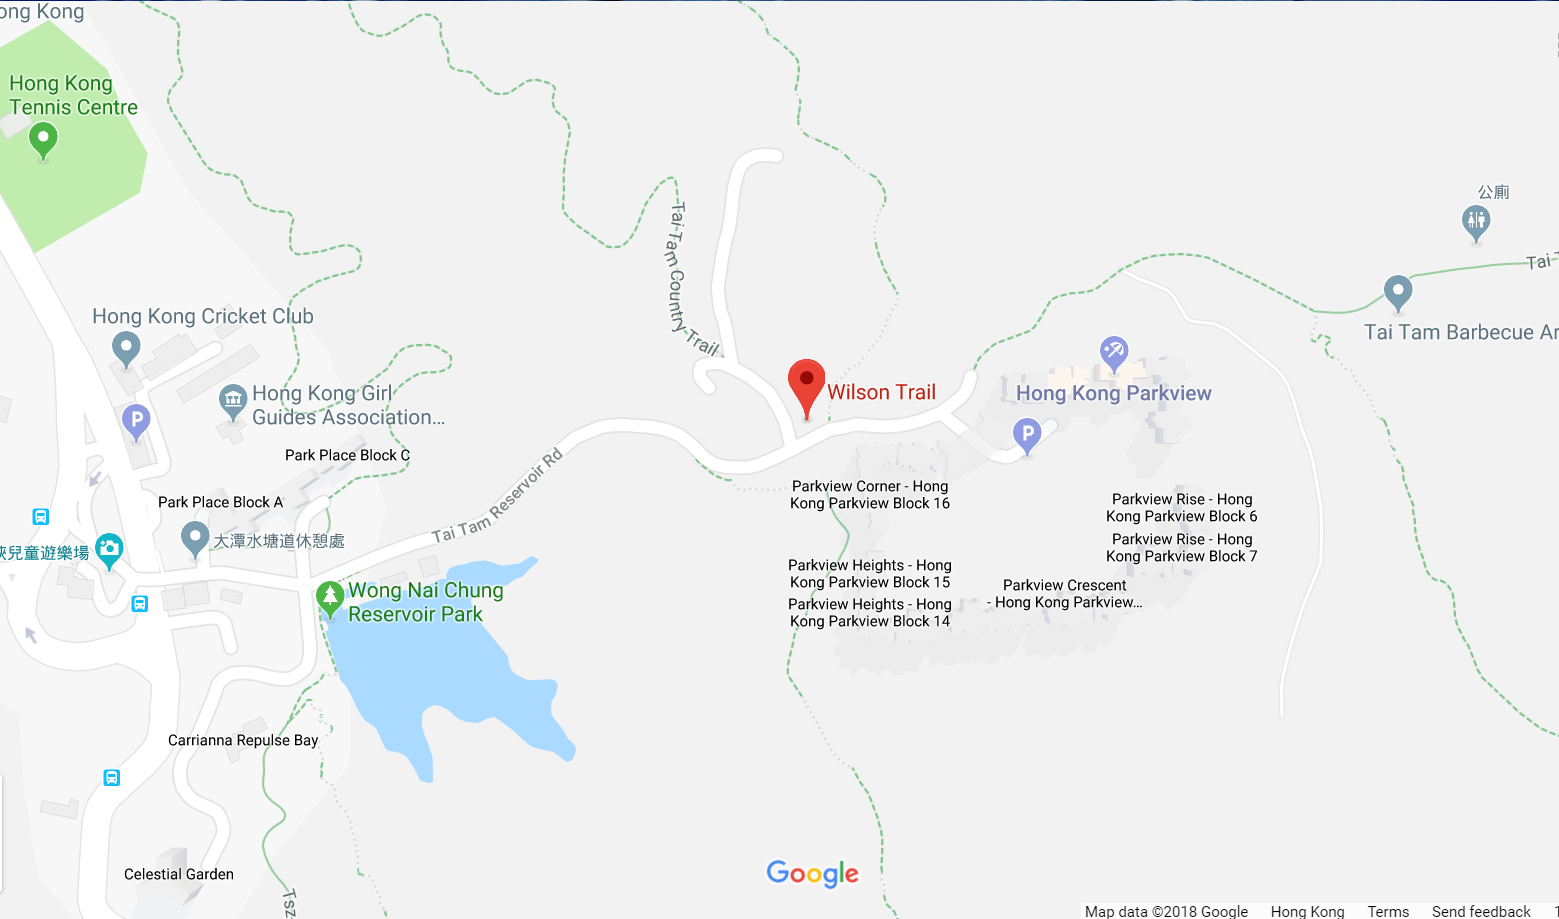 ong Kong
Hong Kong
Tennis Centre
公廁
Tai T
Tai Tam Barbecue Ar
Tai Tam Country Trail
Hong Kong Cricket Club
Wilson Trail
Hong Kong Parkview
Hong Kong Girl
Guides Association...
P
P
Park Place Block C
Park Place Block A
Tai Tam Reservoir Rd
Parkview Corner - Hong
Kong Parkview Block 16
Parkview Rise - Hong
Kong Parkview Block 6
Parkview Rise - Hong
Kong Parkview Block 7
大潭水塘道休憩處
峽兒童遊樂場
Parkview Heights - Hong
Kong Parkview Block 15
Parkview Crescent
- Hong Kong Parkview...
Wong Nai Chung
Reservoir Park
Parkview Heights - Hong
Kong Parkview Block 14
Carrianna Repulse Bay
Celestial Garden
Tsz
Google
Map data ©2018 Google Hong Kong Terms Send feedback 1